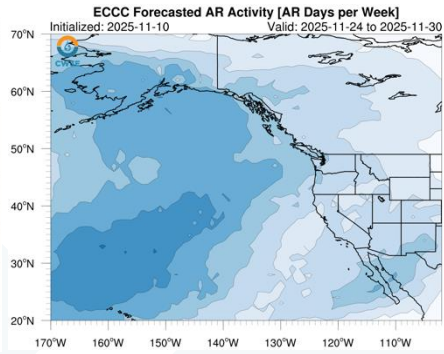 ECCC Forecasted AR Activity [AR Days per Week]
Initialized: 2025-11-10 Valid: 2025-11-24 to 2025-11-30
70°N
60°N
50°N
40°N
30°N
20°N
170°W 160°W 150°W 140°W 130°W 120°W 110°W